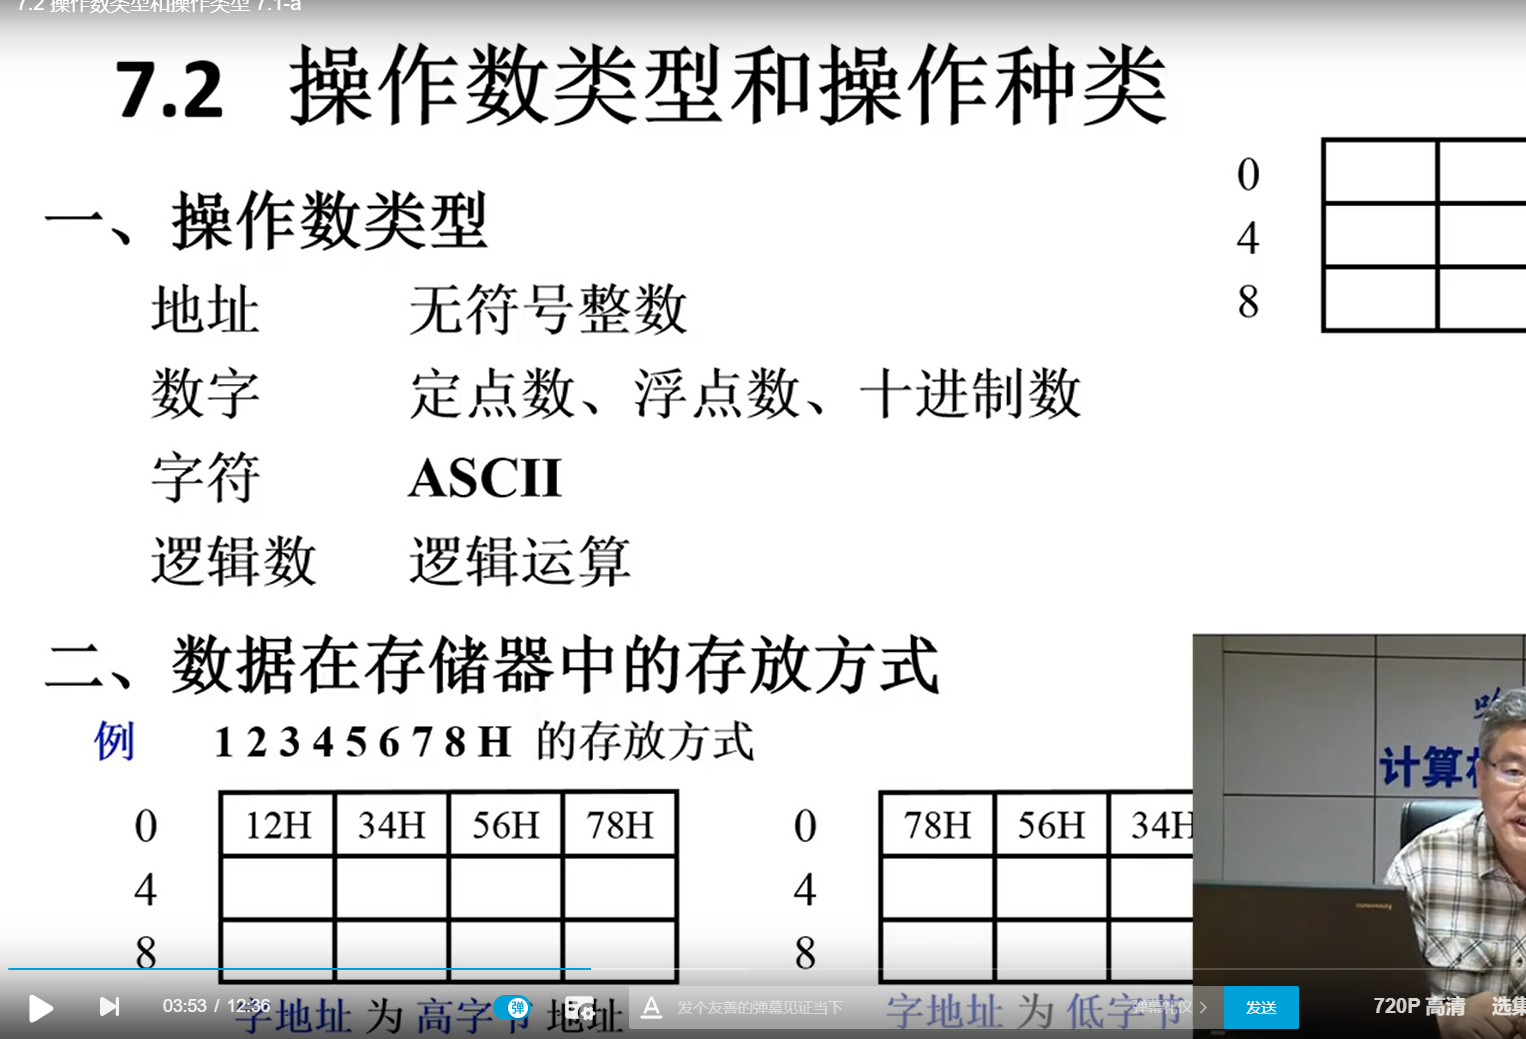 7.2 操作数类型和操作类型 7.1-a
7.2 操作数类型和操作种类
0
4
8
一、操作数类型
地址 无符号整数
数字 定点数、浮点数、十进制数
字符 ASCII
逻辑数 逻辑运算
二、数据在存储器中的存放方式
例 1 2 3 4 5 6 7 8 H 的存放方式
0 12H 34H 56H 78H
4
8
字地址 为 高字节 地址
0 78H 56H 34H
4
8
字地址 为 低字节
计算机
03:53 / 12:36
弹
A 发个友善的弹幕见证当下
弹幕礼仪
发送
720P 高清
选集